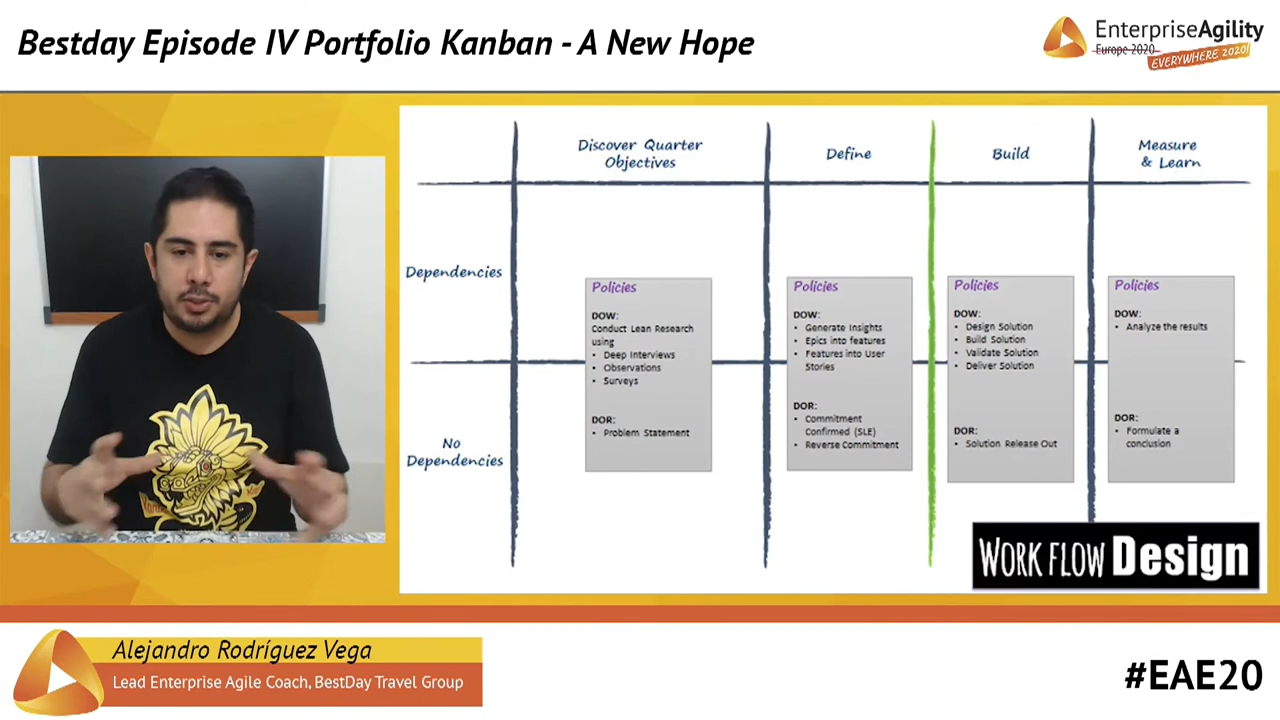 Bestday Episode IV Portfolio Kanban - A New Hope
EnterpriseAgility
Europe 2020
EVERYWHERE 2020!
Discover Quarter
Objectives
Define
Build
Measure
& Learn
Dependencies
No
Dependencies
Policies
DOW:
Conduct Lean Research
using
• Deep Interviews
• Observations
• Surveys
DOR:
• Problem Statement
Policies
DOW:
• Generate Insights
• Epics into features
• Features into User
Stories
DOR:
• Commitment
Confirmed (SLE)
• Reverse Commitment
Policies
DOW:
• Design Solution
• Build Solution
• Validate Solution
• Deliver Solution
DOR:
• Solution Release Out
Policies
DOW:
• Analyze the results
DOR:
• Formulate a
conclusion
WORK FLOW Design
Alejandro Rodríguez Vega
Lead Enterprise Agile Coach, BestDay Travel Group
#EAE20